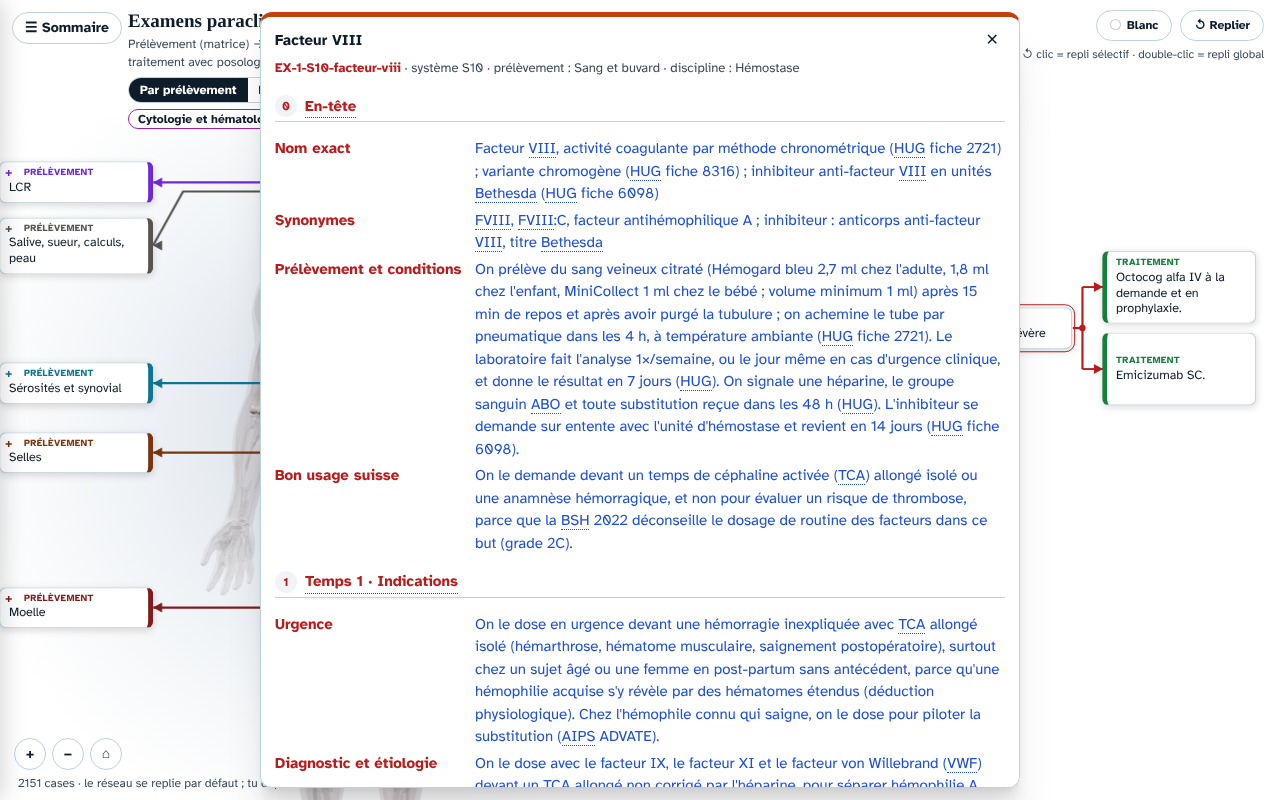 ☰ Sommaire
Examens paracli
Prélèvement (matrice) →
traitement avec posolog
Par prélèvement
Cytologie et hématolo
Blanc
↺ Replier
↺ clic = repli sélectif · double-clic = repli global
+ PRÉLÈVEMENT
LCR
+ PRÉLÈVEMENT
Salive, sueur, calculs,
peau
+ PRÉLÈVEMENT
Sérosités et synovial
+ PRÉLÈVEMENT
Selles
+ PRÉLÈVEMENT
Moelle
Facteur VIII
✕
EX-1-S10-facteur-viii · système S10 · prélèvement : Sang et buvard · discipline : Hémostase
0 En-tête
Nom exact
Facteur VIII, activité coagulante par méthode chronométrique (HUG fiche 2721)
; variante chromogène (HUG fiche 8316) ; inhibiteur anti-facteur VIII en unités
Bethesda (HUG fiche 6098)
Synonymes
FVIII, FVIII:C, facteur antihémophilique A ; inhibiteur : anticorps anti-facteur
VIII, titre Bethesda
Prélèvement et conditions
On prélève du sang veineux citraté (Hémogard bleu 2,7 ml chez l'adulte, 1,8 ml
chez l'enfant, MiniCollect 1 ml chez le bébé ; volume minimum 1 ml) après 15
min de repos et après avoir purgé la tubulure ; on achemine le tube par
pneumatique dans les 4 h, à température ambiante (HUG fiche 2721). Le
laboratoire fait l'analyse 1×/semaine, ou le jour même en cas d'urgence clinique,
et donne le résultat en 7 jours (HUG). On signale une héparine, le groupe
sanguin ABO et toute substitution reçue dans les 48 h (HUG). L'inhibiteur se
demande sur entente avec l'unité d'hémostase et revient en 14 jours (HUG fiche
6098).
Bon usage suisse
On le demande devant un temps de céphaline activée (TCA) allongé isolé ou
une anamnèse hémorragique, et non pour évaluer un risque de thrombose,
parce que la BSH 2022 déconseille le dosage de routine des facteurs dans ce
but (grade 2C).
1 Temps 1 · Indications
Urgence
On le dose en urgence devant une hémorragie inexpliquée avec TCA allongé
isolé (hémarthrose, hématome musculaire, saignement postopératoire), surtout
chez un sujet âgé ou une femme en post-partum sans antécédent, parce qu'une
hémophilie acquise s'y révèle par des hématomes étendus (déduction
physiologique). Chez l'hémophile connu qui saigne, on le dose pour piloter la
substitution (AIPS ADVATE).
Diagnostic et étiologie
On le dose avec le facteur IX, le facteur XI et le facteur von Willebrand (VWF)
devant un TCA allongé non corrigé par l'héparine, pour séparer hémophilie A,
évère
TRAITEMENT
Octocog alfa IV à la
demande et en
prophylaxie.
TRAITEMENT
Emicizumab SC.
+
−
⌂
2151 cases · le réseau se replie par défaut ; tu